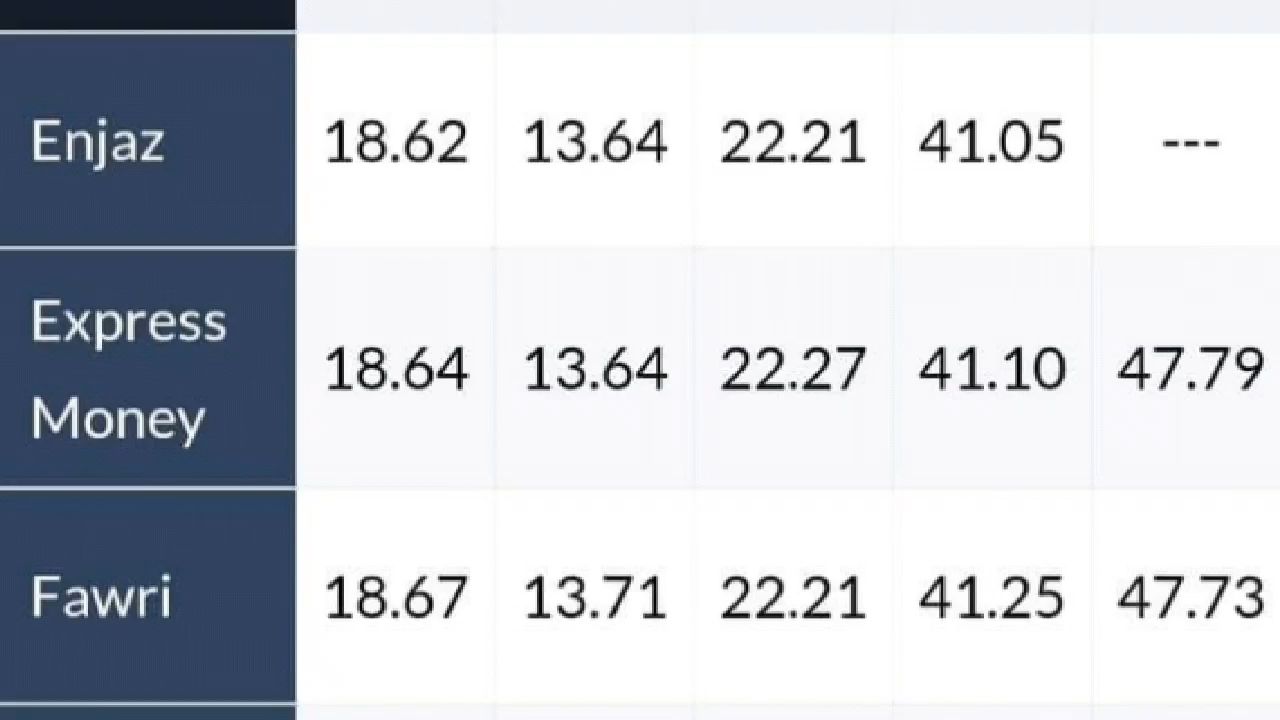 Enjaz 18.62 13.64 22.21 41.05 ---
Express
Money 18.64 13.64 22.27 41.10 47.79
Fawri 18.67 13.71 22.21 41.25 47.73